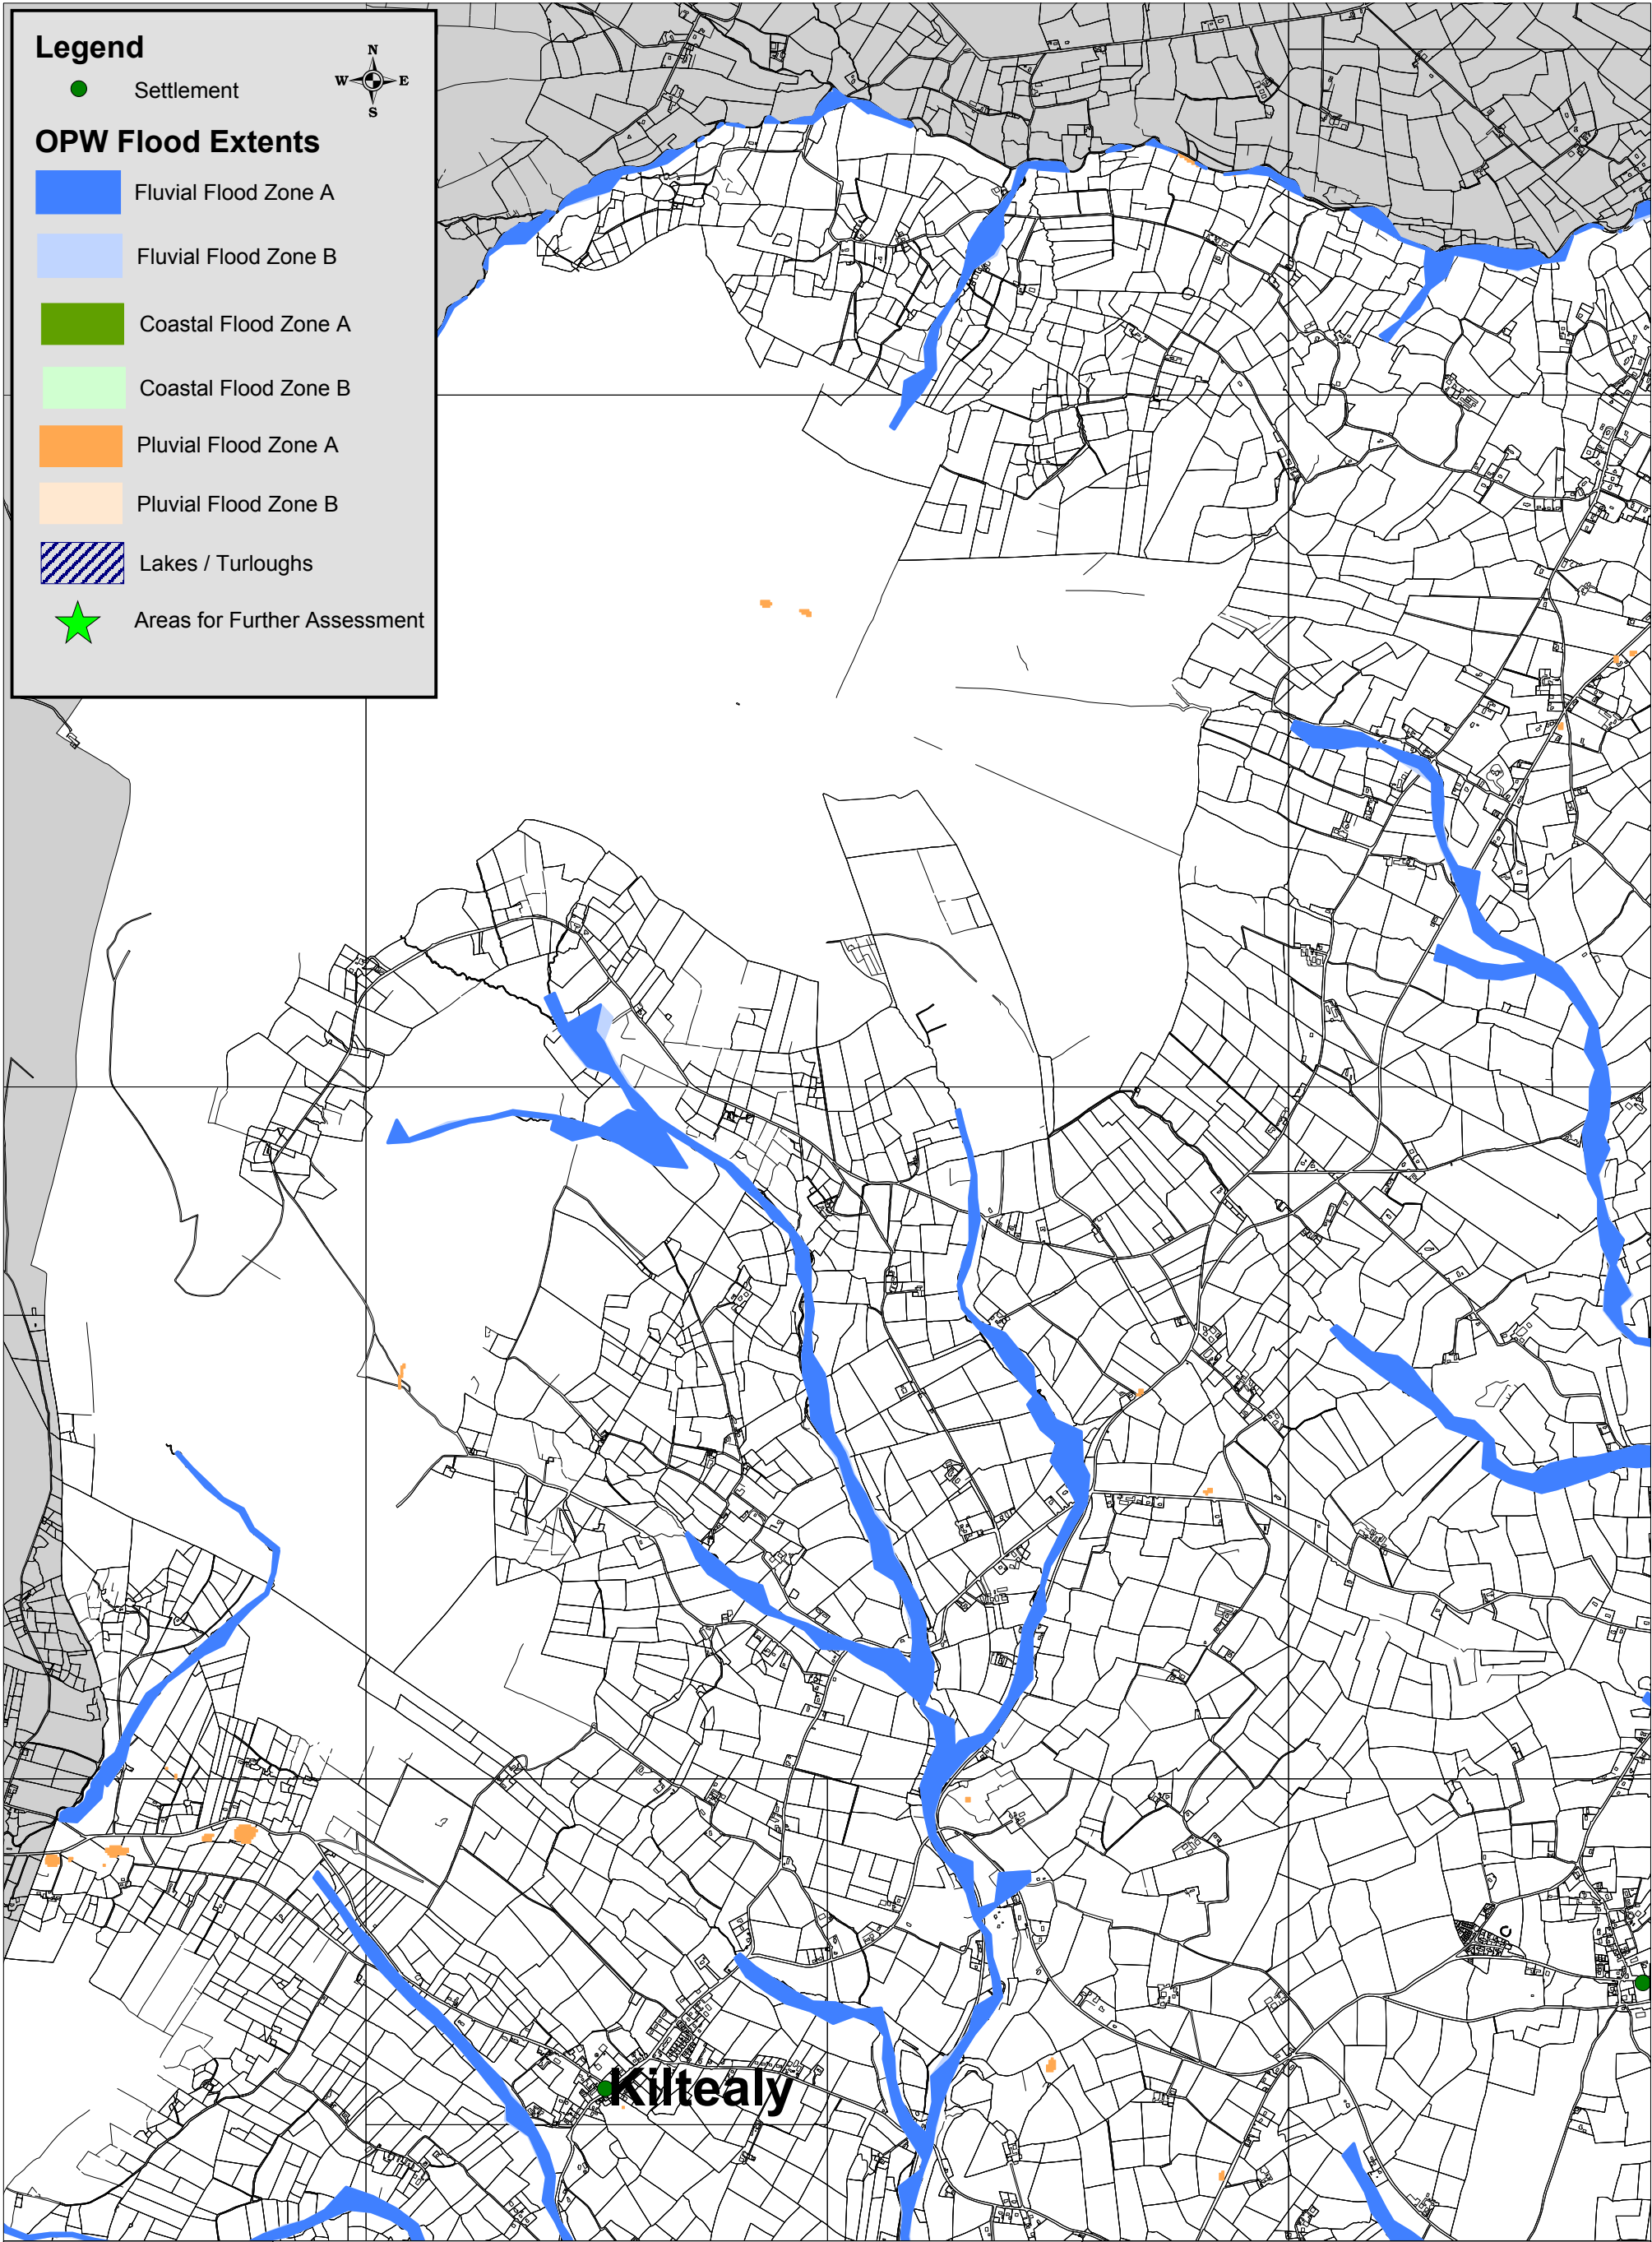 Legend
N
W E
S
Settlement
OPW Flood Extents
Fluvial Flood Zone A
Fluvial Flood Zone B
Coastal Flood Zone A
Coastal Flood Zone B
Pluvial Flood Zone A
Pluvial Flood Zone B
Lakes / Turloughs
Areas for Further Assessment
Kiltealy